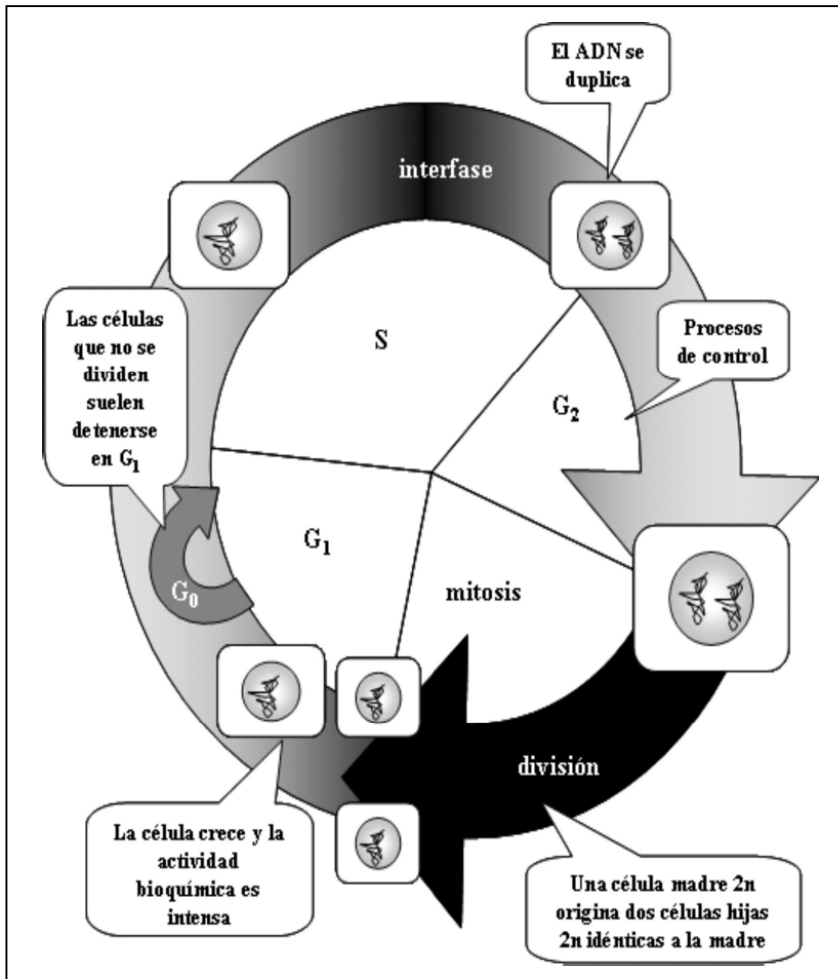 El ADN se
duplica
interfase
Las células
que no se
dividen
suelen
detenerse
en G₁
S
Procesos
de control
G₂
G₁
G₀
mitosis
división
La célula crece y la
actividad
bioquímica es
intensa
Una célula madre 2n
origina dos células hijas
2n idénticas a la madre